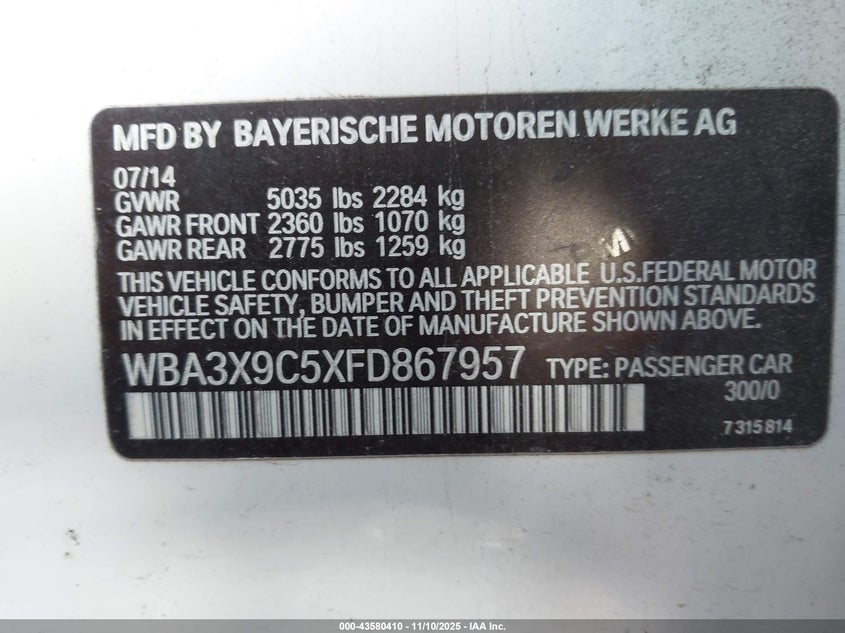 MFD BY BAYERISCHE MOTOREN WERKE AG
07/14
GVWR 5035 lbs 2284 kg
GAWR FRONT 2360 lbs 1070 kg
GAWR REAR 2775 lbs 1259 kg
THIS VEHICLE CONFORMS TO ALL APPLICABLE U.S.FEDERAL MOTOR
VEHICLE SAFETY, BUMPER AND THEFT PREVENTION STANDARDS
IN EFFECT ON THE DATE OF MANUFACTURE SHOWN ABOVE.
WBA3X9C5XFD867957 TYPE: PASSENGER CAR
300/0
7 315 814
000-43580410 - 11/10/2025 - IAA Inc.